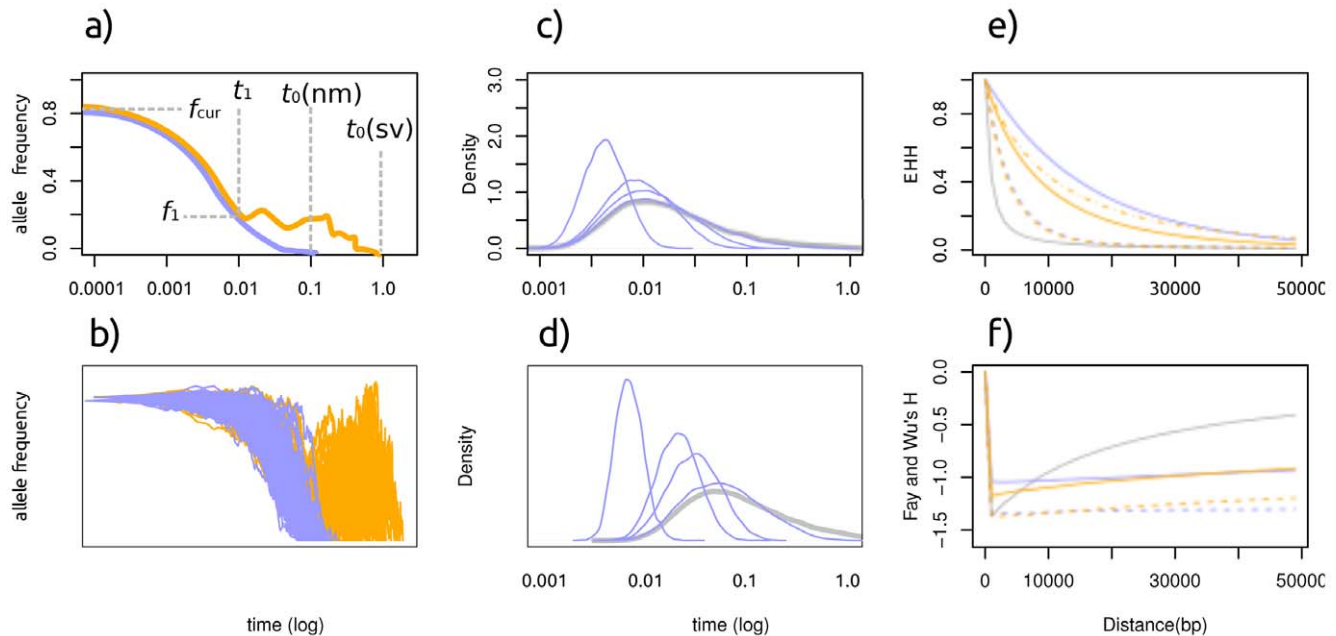 a)
allele frequency
0.0 0.4 0.8
f1
fcur
t1
t0(nm)
t0(sv)
0.0001 0.001 0.01 0.1 1.0
b)
allele frequency
time (log)
c)
Density
0.0 1.0 2.0 3.0
0.001 0.01 0.1 1.0
d)
Density
0.001 0.01 0.1 1.0
time (log)
e)
EHH
0.0 0.4 0.8
0 10000 30000 50000
f)
Fay and Wu's H
0.0
−0.5
−1.0
−1.5
0 10000 30000 50000
Distance(bp)